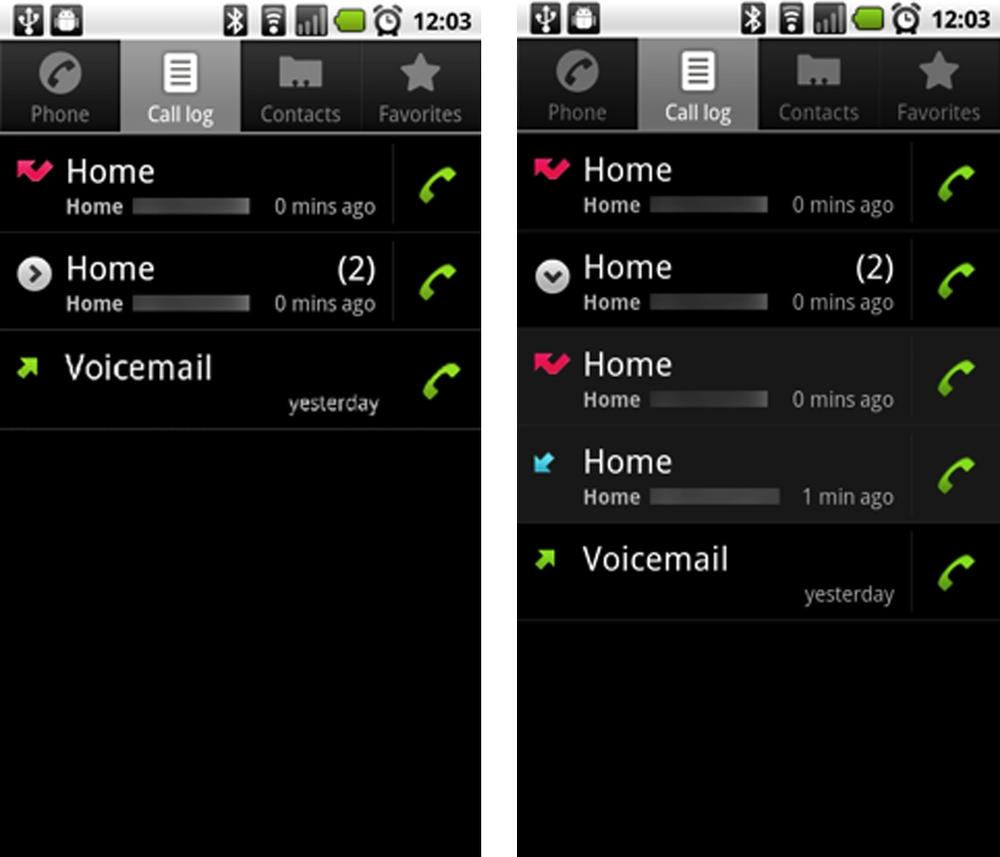 12:03
Phone Call log Contacts Favorites
Home
Home 0 mins ago
Home (2)
Home 0 mins ago
Voicemail
yesterday
12:03
Phone Call log Contacts Favorites
Home
Home 0 mins ago
Home (2)
Home 0 mins ago
Home
Home 0 mins ago
Home
Home 1 min ago
Voicemail
yesterday